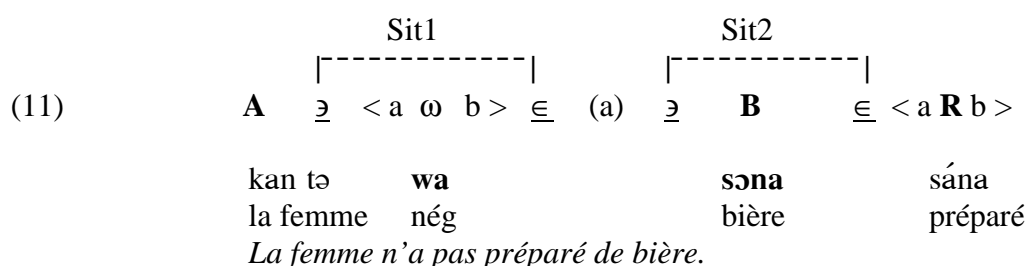 Sit1 Sit2
(11) A ∍ < a ω b > ∈ (a) ∍ B ∈ < a R b >
kan tə wa sɔna sána
la femme nég bière préparé
La femme n’a pas préparé de bière.